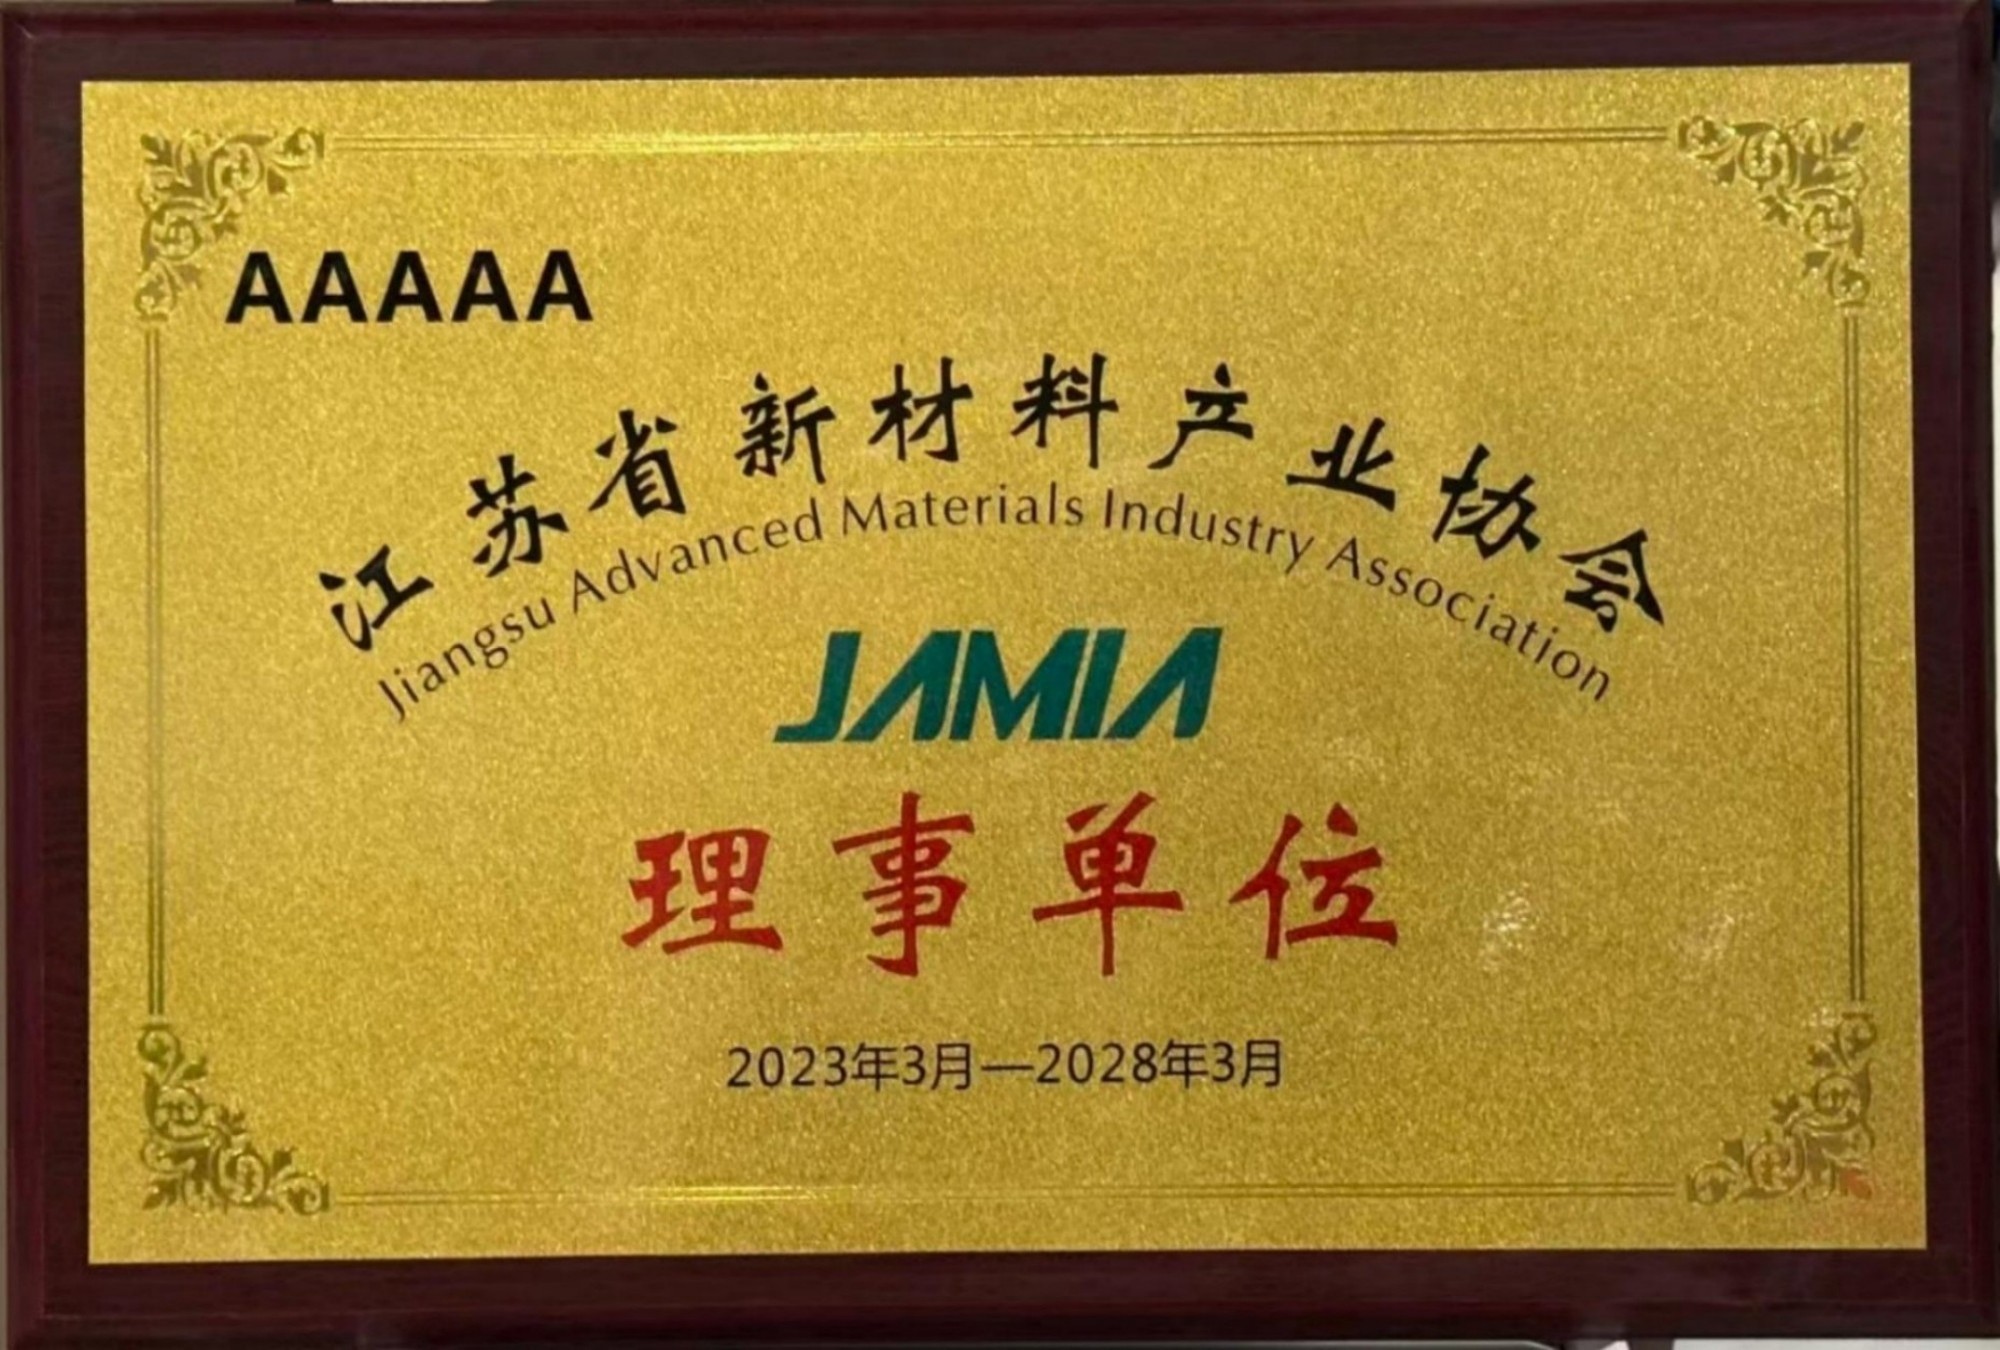 AAAAA
江苏省新材料产业协会
Jiangsu Advanced Materials Industry Association
JAMIA
理事单位
2023年3月—2028年3月